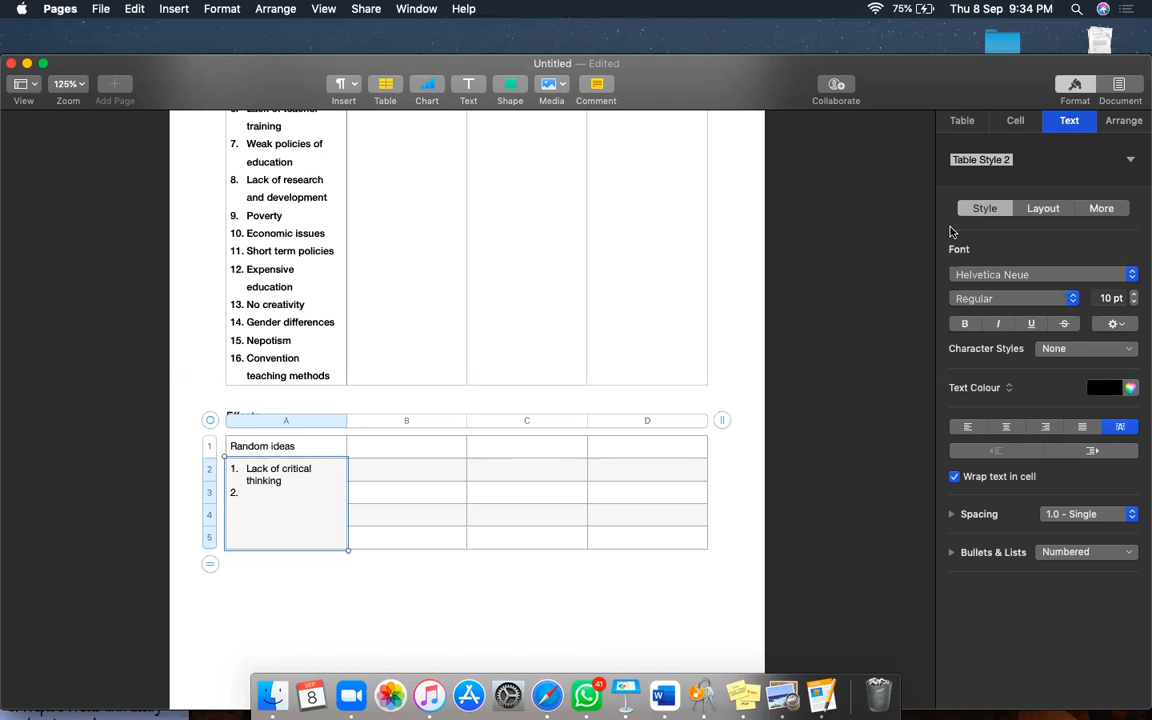 Pages File Edit Insert Format Arrange View Share Window Help 75% Thu 8 Sep 9:34 PM
Untitled — Edited
125%
View Zoom Add Page Insert Table Chart Text Shape Media Comment Collaborate Format Document
Table Cell Text Arrange
Table Style 2
Style Layout More
Font
Helvetica Neue
Regular 10 pt
B I U S
Character Styles None
Text Colour
Wrap text in cell
Spacing 1.0 - Single
Bullets & Lists Numbered
training
7. Weak policies of
education
8. Lack of research
and development
9. Poverty
10. Economic issues
11. Short term policies
12. Expensive
education
13. No creativity
14. Gender differences
15. Nepotism
16. Convention
teaching methods
A B C D
1 Random ideas
2 1. Lack of critical
thinking
3 2.
4
5
SEP
8
41
W